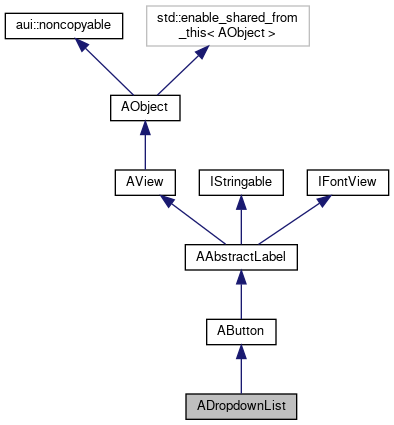 aui::noncopyable
std::enable_shared_from
_this< AObject >
AObject
AView
IStringable
IFontView
AAbstractLabel
AButton
ADropdownList